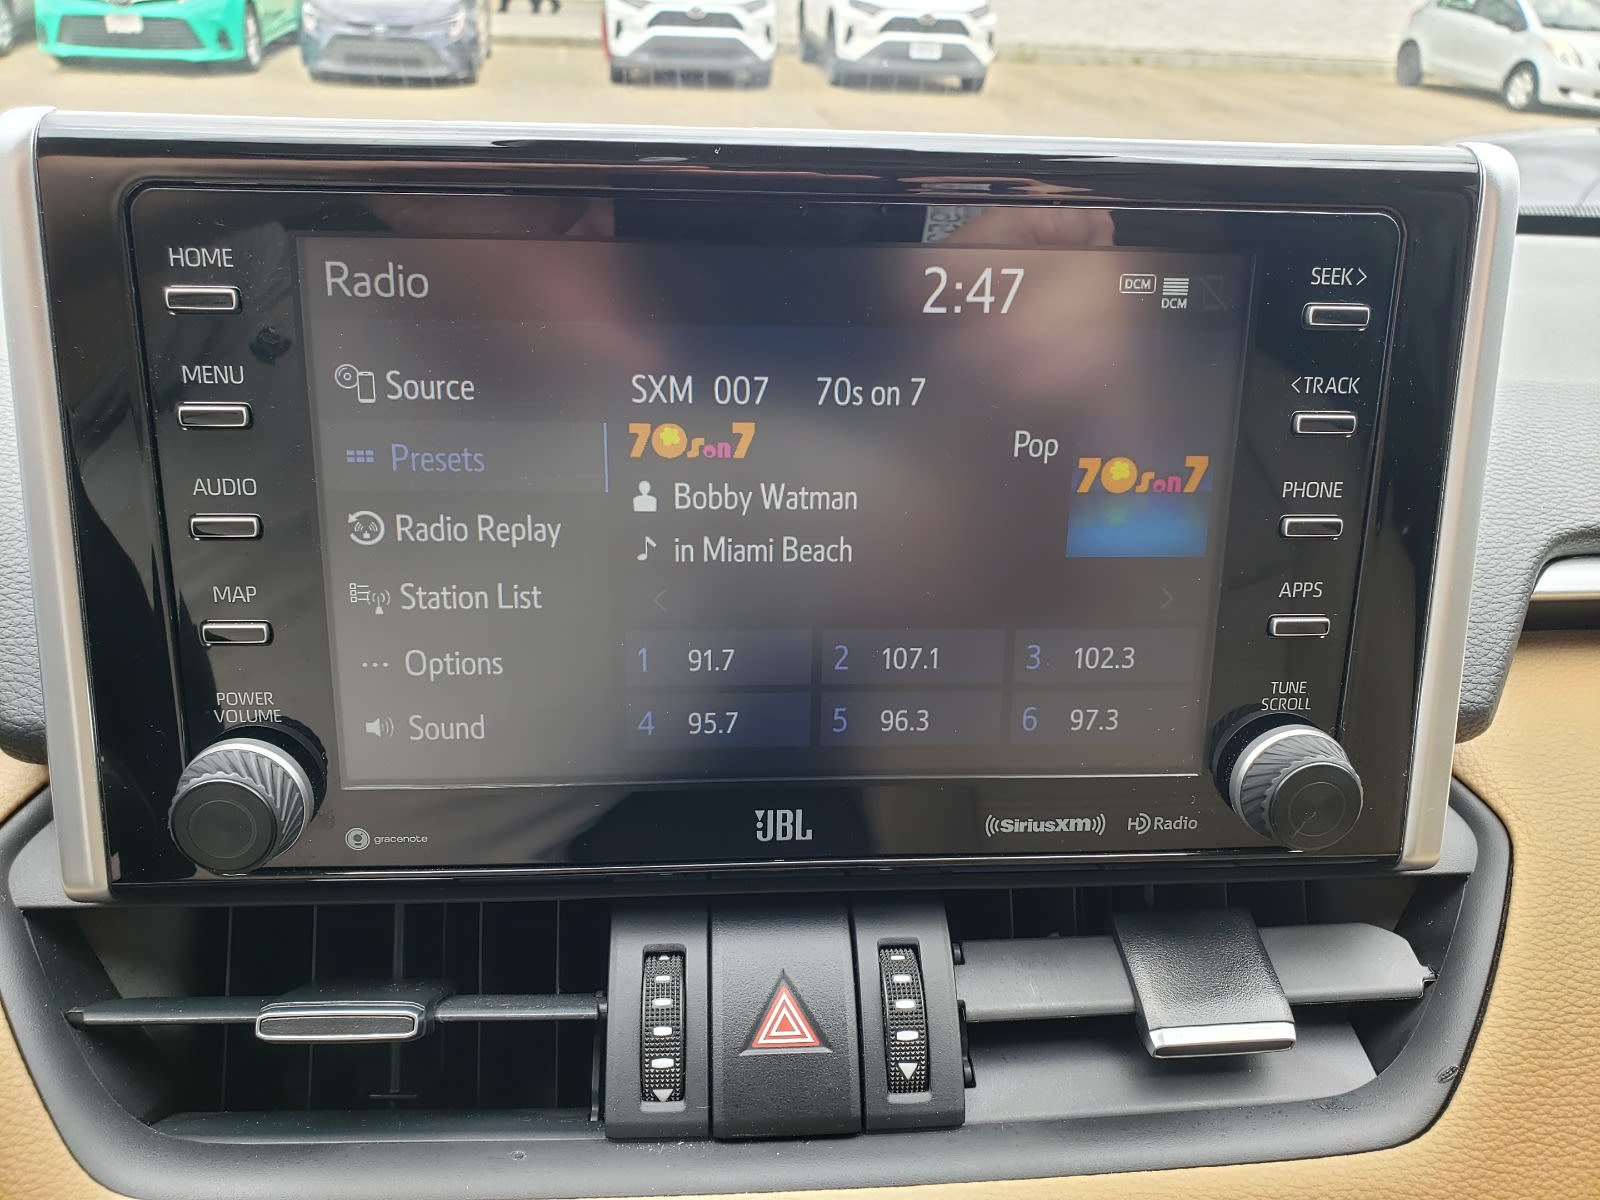 HOME
MENU
AUDIO
MAP
POWER
VOLUME
Radio
2:47
DCM
DCM
Source
Presets
Radio Replay
Station List
Options
Sound
SXM 007 70s on 7
70s on 7
Pop
70s on 7
Bobby Watman
in Miami Beach
1 91.7
2 107.1
3 102.3
4 95.7
5 96.3
6 97.3
SEEK>
<TRACK
PHONE
APPS
TUNE
SCROLL
gracenote
JBL
((SiriusXM))
HD Radio